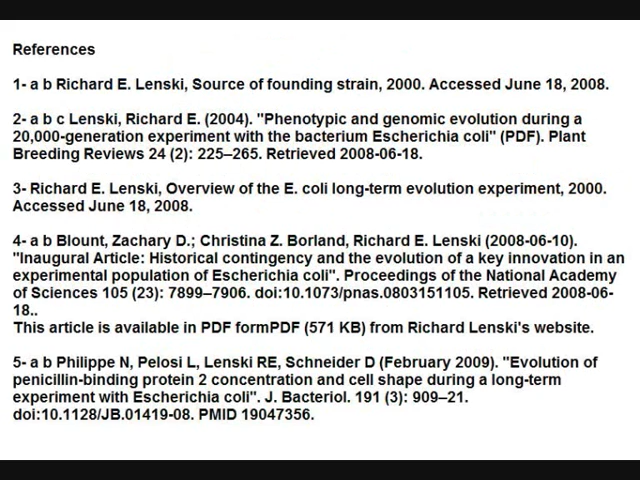 References
1- a b Richard E. Lenski, Source of founding strain, 2000. Accessed June 18, 2008.
2- a b c Lenski, Richard E. (2004). "Phenotypic and genomic evolution during a
20,000-generation experiment with the bacterium Escherichia coli" (PDF). Plant
Breeding Reviews 24 (2): 225–265. Retrieved 2008-06-18.
3- Richard E. Lenski, Overview of the E. coli long-term evolution experiment, 2000.
Accessed June 18, 2008.
4- a b Blount, Zachary D.; Christina Z. Borland, Richard E. Lenski (2008-06-10).
"Inaugural Article: Historical contingency and the evolution of a key innovation in an
experimental population of Escherichia coli". Proceedings of the National Academy
of Sciences 105 (23): 7899–7906. doi:10.1073/pnas.0803151105. Retrieved 2008-06-
18..
This article is available in PDF formPDF (571 KB) from Richard Lenski's website.
5- a b Philippe N, Pelosi L, Lenski RE, Schneider D (February 2009). "Evolution of
penicillin-binding protein 2 concentration and cell shape during a long-term
experiment with Escherichia coli". J. Bacteriol. 191 (3): 909–21.
doi:10.1128/JB.01419-08. PMID 19047356.